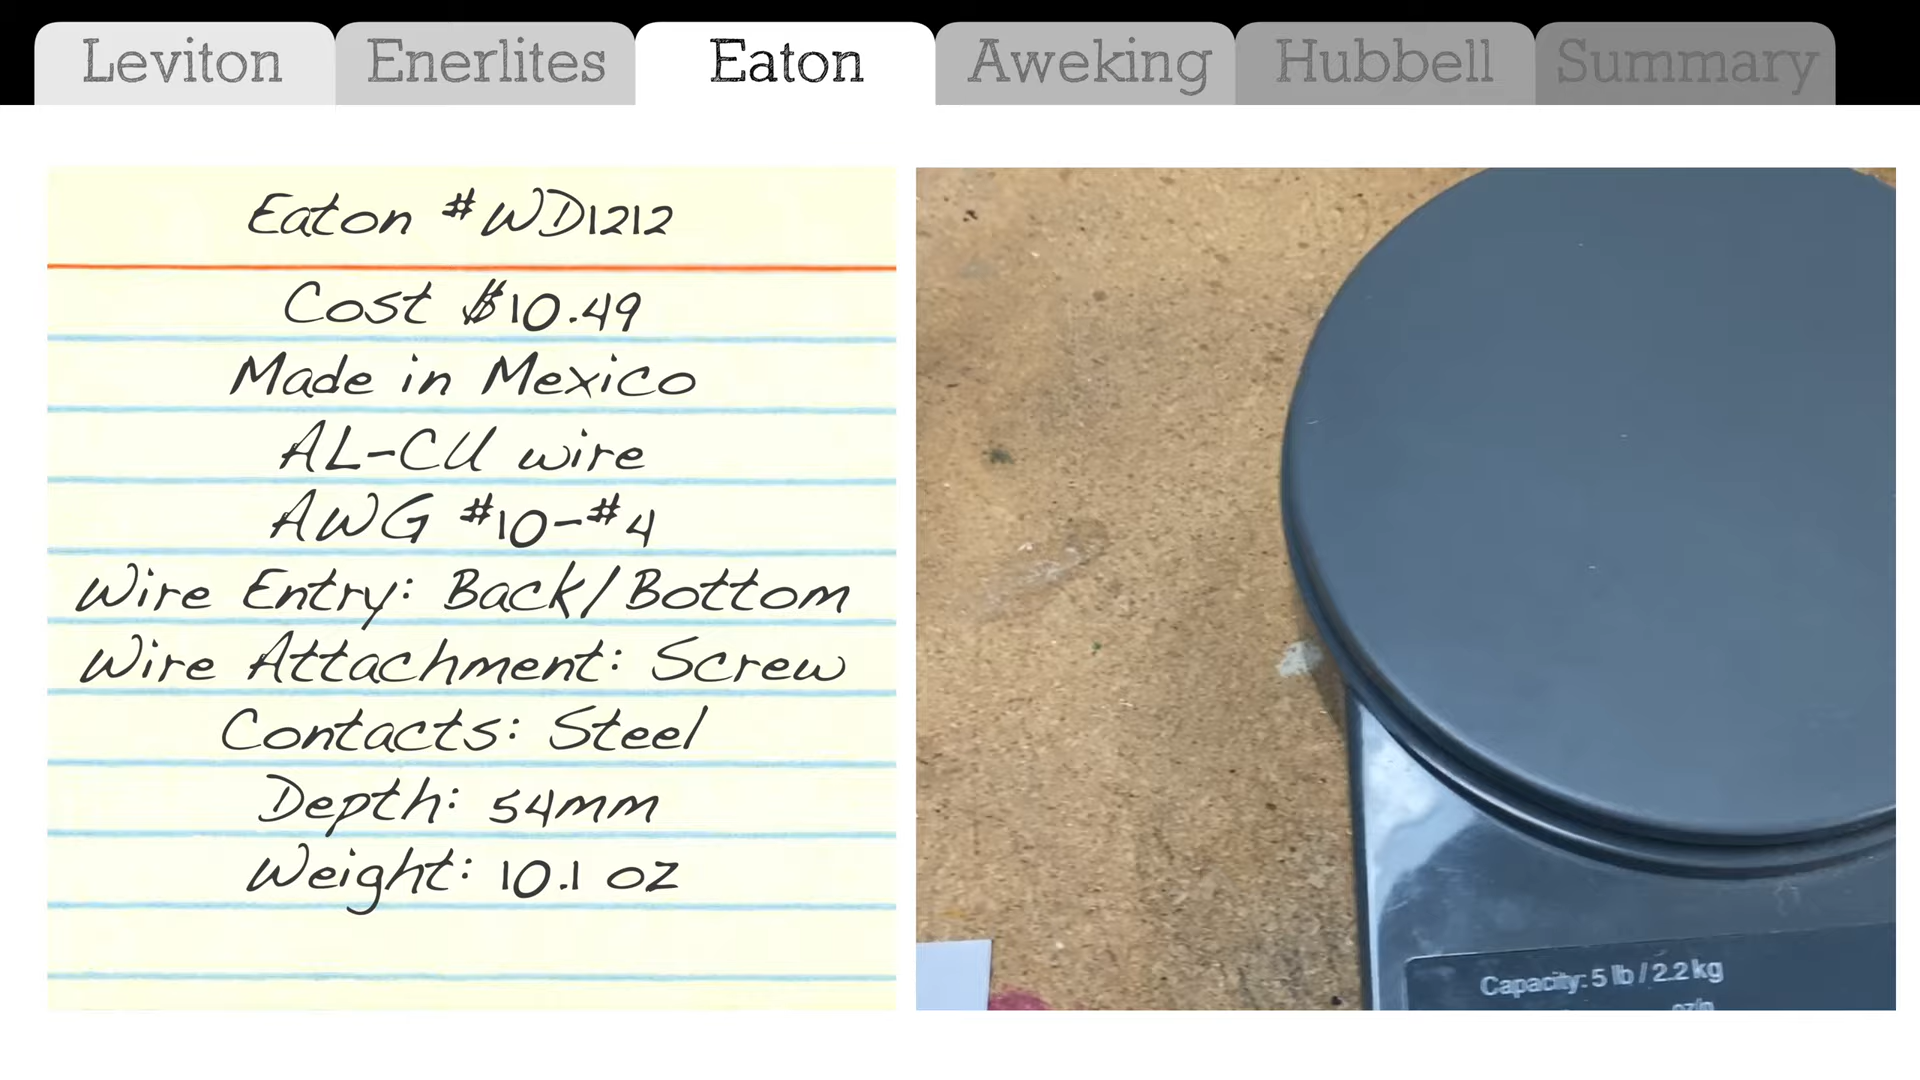 Leviton Enerlites Eaton Aweking Hubbell Summary
Eaton #WD1212
Cost $10.49
Made in Mexico
AL-CU wire
AWG #10-#4
Wire Entry: Back/Bottom
Wire Attachment: Screw
Contacts: Steel
Depth: 54mm
Weight: 10.1 oz
Capacity: 5 lb / 2.2 kg